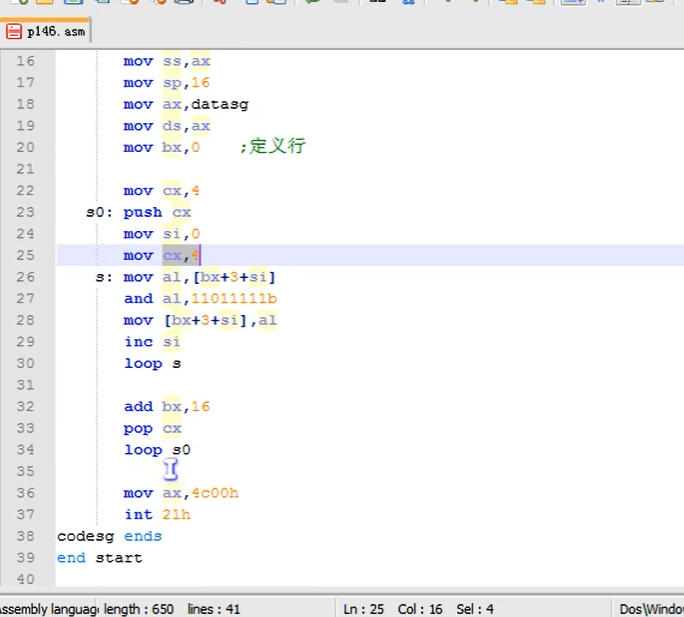 p146.asm
16 mov ss,ax
17 mov sp,16
18 mov ax,datasg
19 mov ds,ax
20 mov bx,0 ;定义行
21
22 mov cx,4
23 s0: push cx
24 mov si,0
25 mov cx,4
26 s: mov al,[bx+3+si]
27 and al,11011111b
28 mov [bx+3+si],al
29 inc si
30 loop s
31
32 add bx,16
33 pop cx
34 loop s0
35
36 mov ax,4c00h
37 int 21h
38 codesg ends
39 end start
40
Assembly language length : 650 lines : 41 Ln : 25 Col : 16 Sel : 4 Dos\Windo